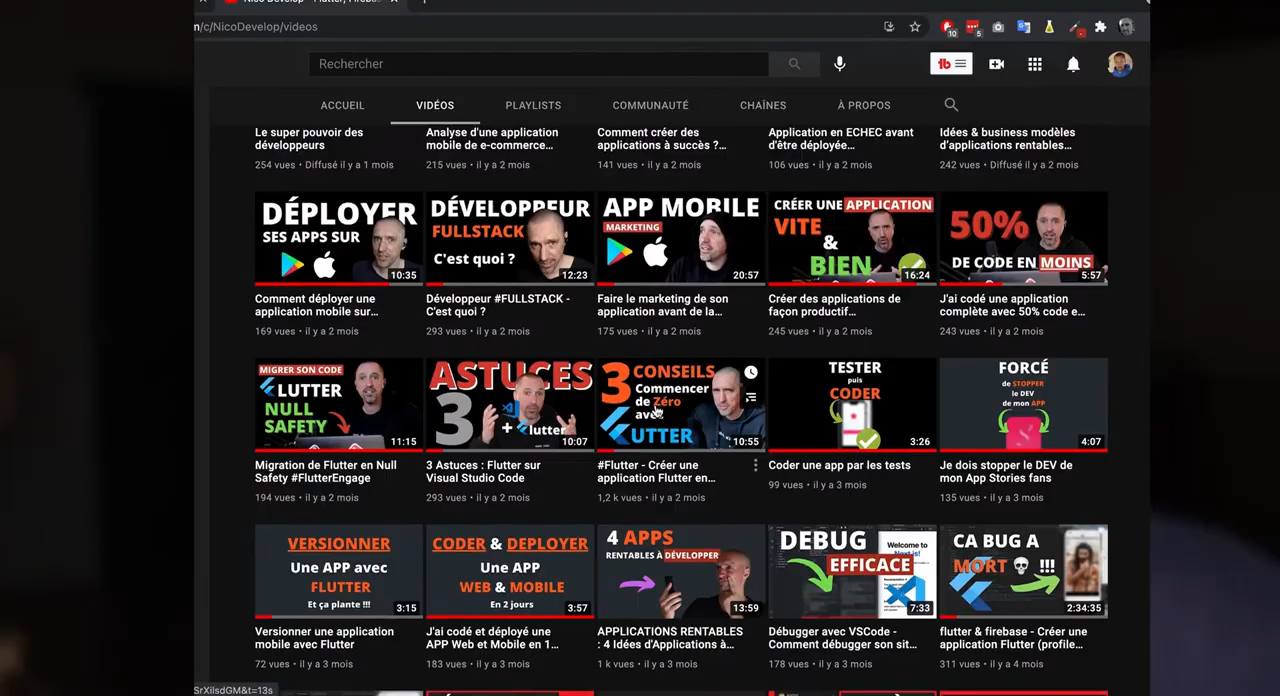 m/c/NicoDevelop/videos
10
5
Rechercher
ACCUEIL
VIDÉOS
PLAYLISTS
COMMUNAUTÉ
CHAÎNES
À PROPOS
Le super pouvoir des
développeurs
254 vues • Diffusé il y a 1 mois
Analyse d'une application
mobile de e-commerce…
215 vues • il y a 2 mois
Comment créer des
applications à succès ?…
141 vues • il y a 2 mois
Application en ECHEC avant
d'être déployée…
106 vues • il y a 2 mois
Idées & business modèles
d'applications rentables…
242 vues • Diffusé il y a 2 mois
DÉPLOYER
SES APPS SUR
10:35
Comment déployer une
application mobile sur…
169 vues • il y a 2 mois
DÉVELOPPEUR
FULLSTACK
C'est quoi ?
12:23
Développeur #FULLSTACK -
C'est quoi ?
293 vues • il y a 2 mois
APP MOBILE
MARKETING
20:57
Faire le marketing de son
application avant de la…
175 vues • il y a 2 mois
CRÉER UNE APPLICATION
VITE
&
BIEN
16:24
Créer des applications de
façon productif…
245 vues • il y a 2 mois
50%
DE CODE EN MOINS
5:57
J'ai codé une application
complète avec 50% code e…
243 vues • il y a 2 mois
MIGRER SON CODE
LUTTER
NULL
SAFETY
11:15
Migration de Flutter en Null
Safety #FlutterEngage
194 vues • il y a 2 mois
ASTUCES
3
+ lutter
10:07
3 Astuces : Flutter sur
Visual Studio Code
293 vues • il y a 2 mois
3 CONSEILS
Commencer
de Zéro
avec
UTTER
10:55
#Flutter - Créer une
application Flutter en…
1,2 k vues • il y a 2 mois
TESTER
puis
CODER
3:26
Coder une app par les tests
99 vues • il y a 3 mois
FORCÉ
de STOPPER
le DEV
de mon APP
4:07
Je dois stopper le DEV de
mon App Stories fans
135 vues • il y a 3 mois
VERSIONNER
Une APP avec
FLUTTER
Et ça plante !!!
3:15
Versionner une application
mobile avec Flutter
72 vues • il y a 3 mois
CODER & DEPLOYER
Une APP
WEB & MOBILE
En 2 jours
3:57
J'ai codé et déployé une
APP Web et Mobile en 1…
183 vues • il y a 3 mois
4 APPS
RENTABLES À DÉVELOPPER
13:59
APPLICATIONS RENTABLES
: 4 Idées d'Applications à…
1 k vues • il y a 3 mois
DEBUG
EFFICACE
Welcome to
7:33
Débugger avec VSCode -
Comment débugger son sit…
178 vues • il y a 3 mois
CA BUG A
MORT !!!
2:34:35
flutter & firebase - Créer une
application Flutter (profile…
311 vues • il y a 4 mois
SrXilsdGM&t=13s